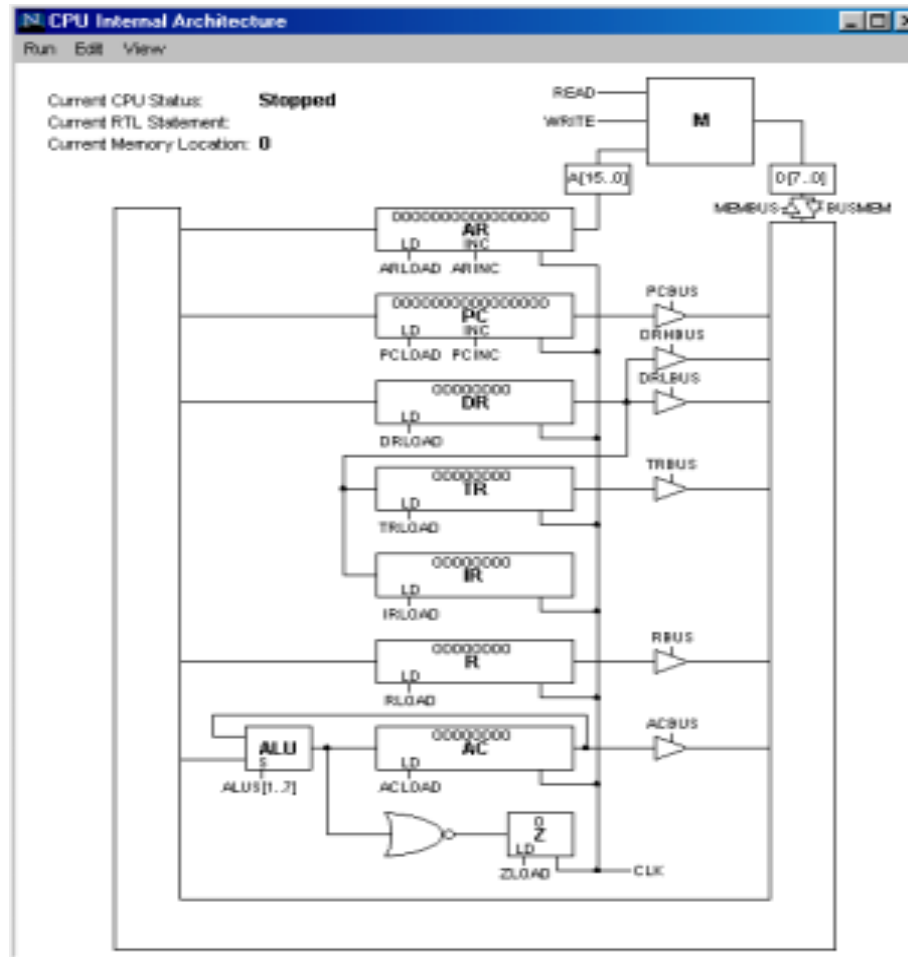 CPU Internal Architecture
Run Edit View
Current CPU Status: Stopped
Current RTL Statement:
Current Memory Location: 0
READ
WRITE
M
A[15..0]
D[7..0]
MEMBUS
BUSMEM
0000000000000000
AR
LD INC
ARLOAD ARINC
PCBUS
0000000000000000
PC
LD INC
PCLOAD PCINC
DRHBUS
DRLBUS
00000000
DR
LD
DRLOAD
TRBUS
00000000
TR
LD
TRLOAD
00000000
IR
LD
IRLOAD
RBUS
00000000
R
LD
RLOAD
ACBUS
ALU
S
ALUS[1..7]
00000000
AC
LD
ACLOAD
0
Z
LD
ZLOAD
CLK